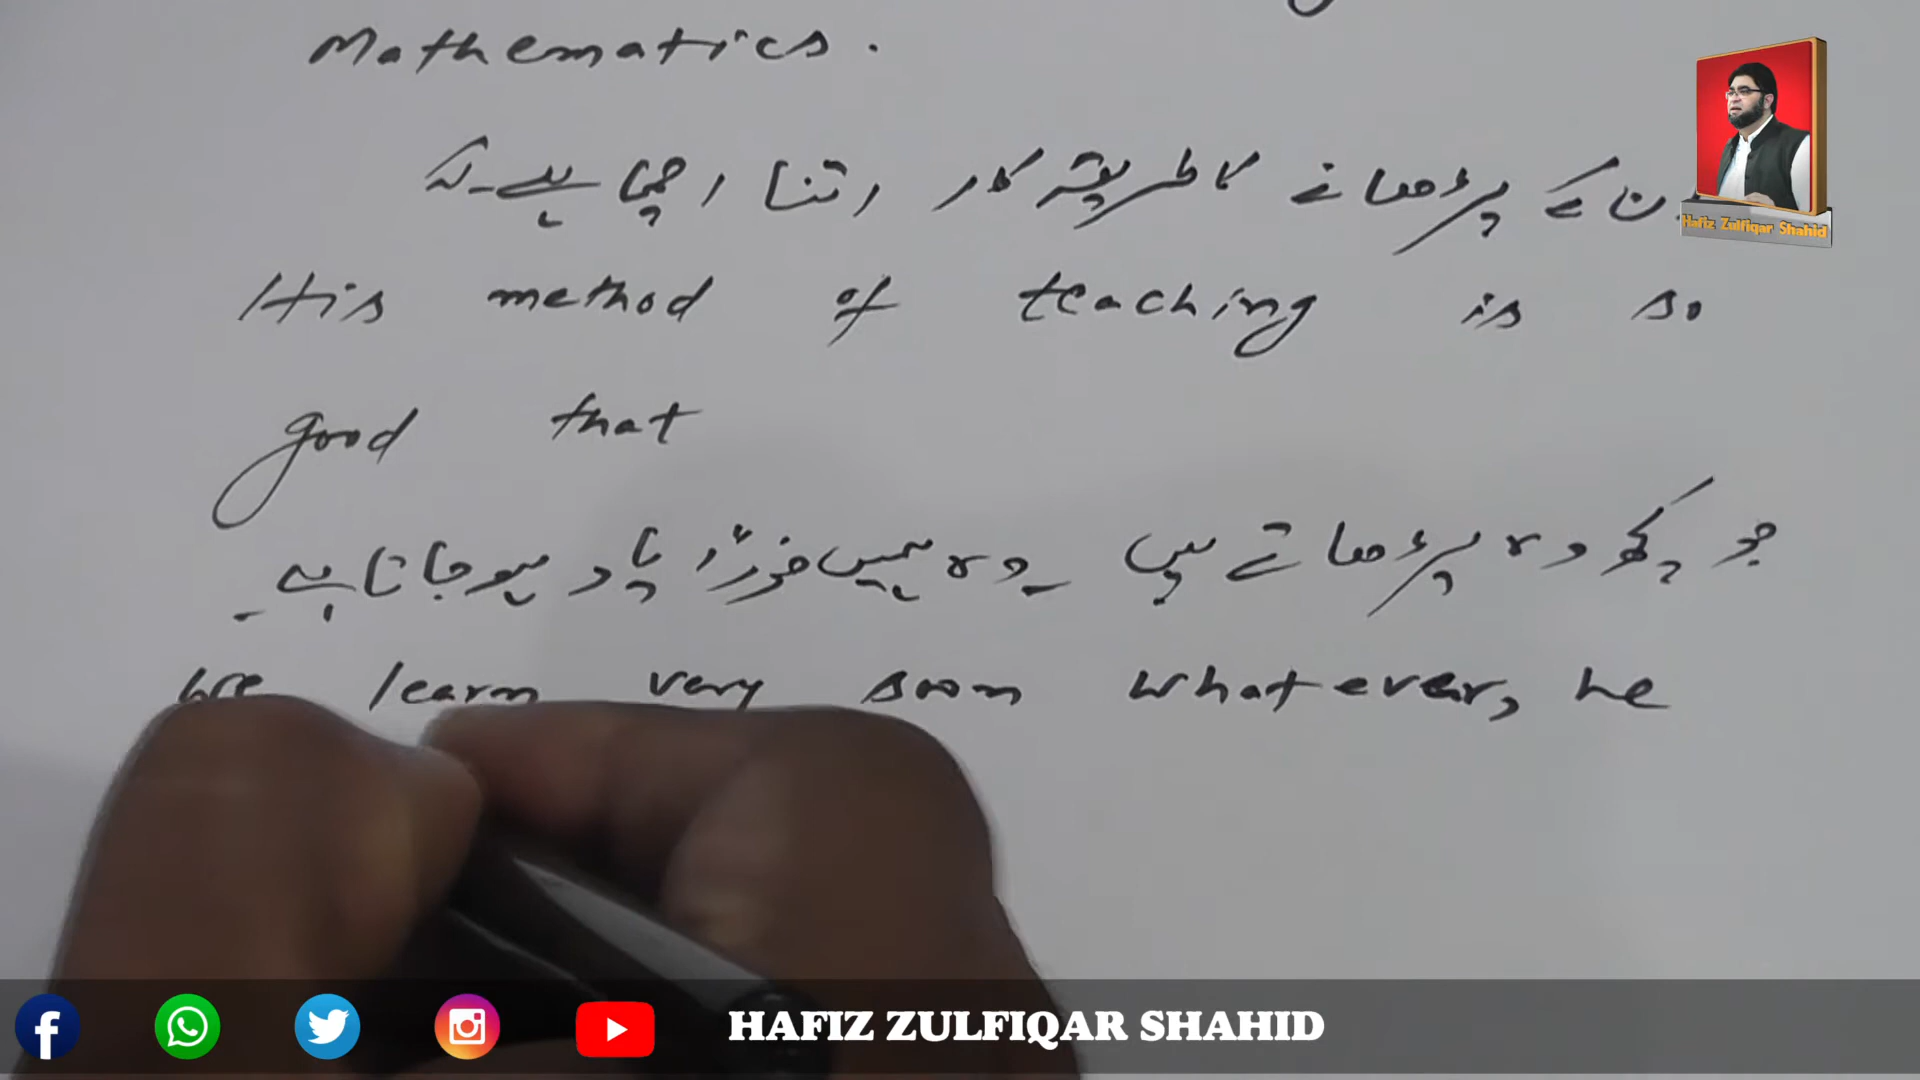 Mathematics.
ان کے پڑھانے کا طریقہ کار اتنا اچھا ہے۔ کہ
Hafiz Zulfiqar Shahid
His method of teaching is so
good that
جو کچھ وہ پڑھاتے ہیں ۔ وہ ہمیں فوراً یاد ہو جاتا ہے ۔
We learn very soon whatever, he
HAFIZ ZULFIQAR SHAHID